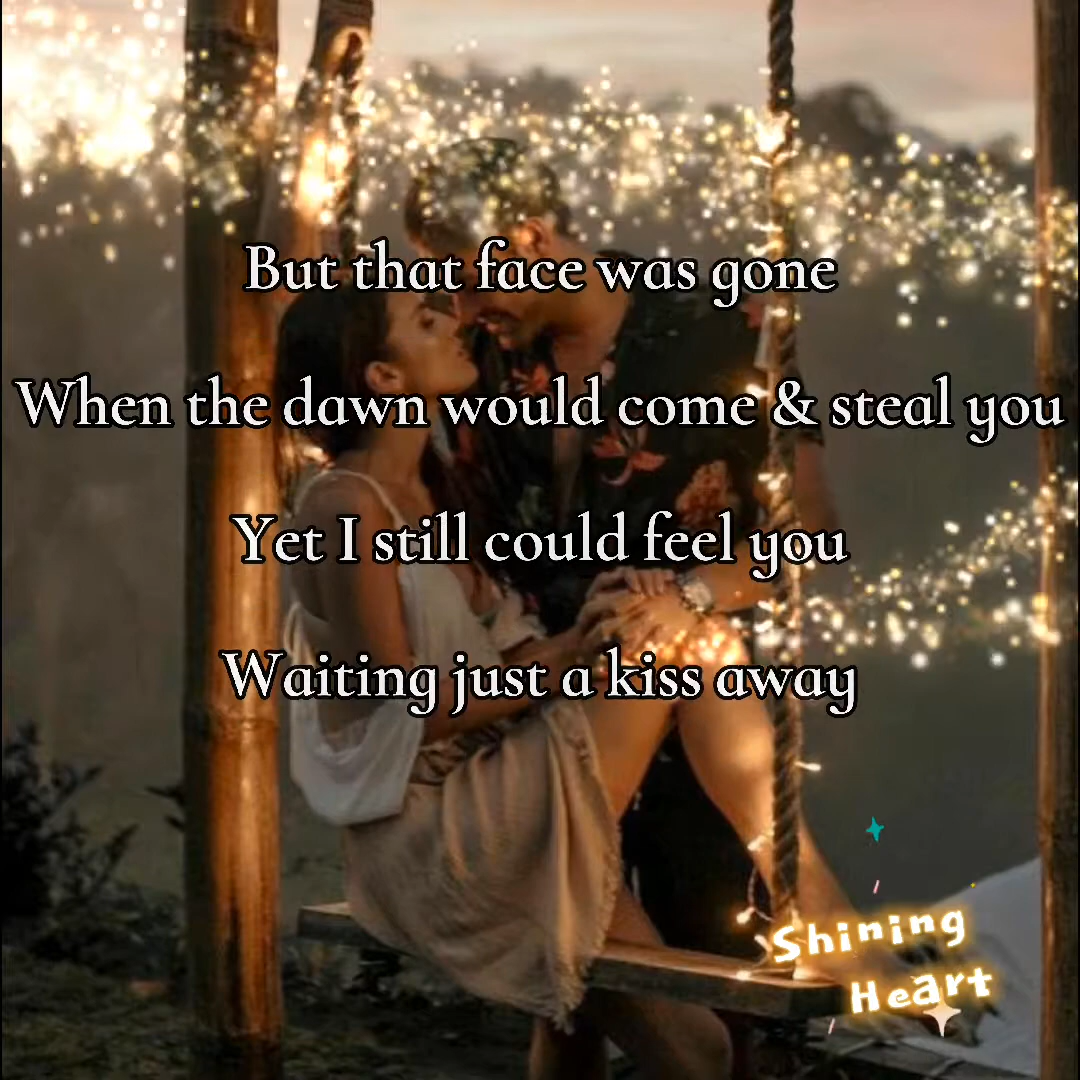 But that face was gone
When the dawn would come & steal you
Yet I still could feel you
Waiting just a kiss away
Shining
Heart